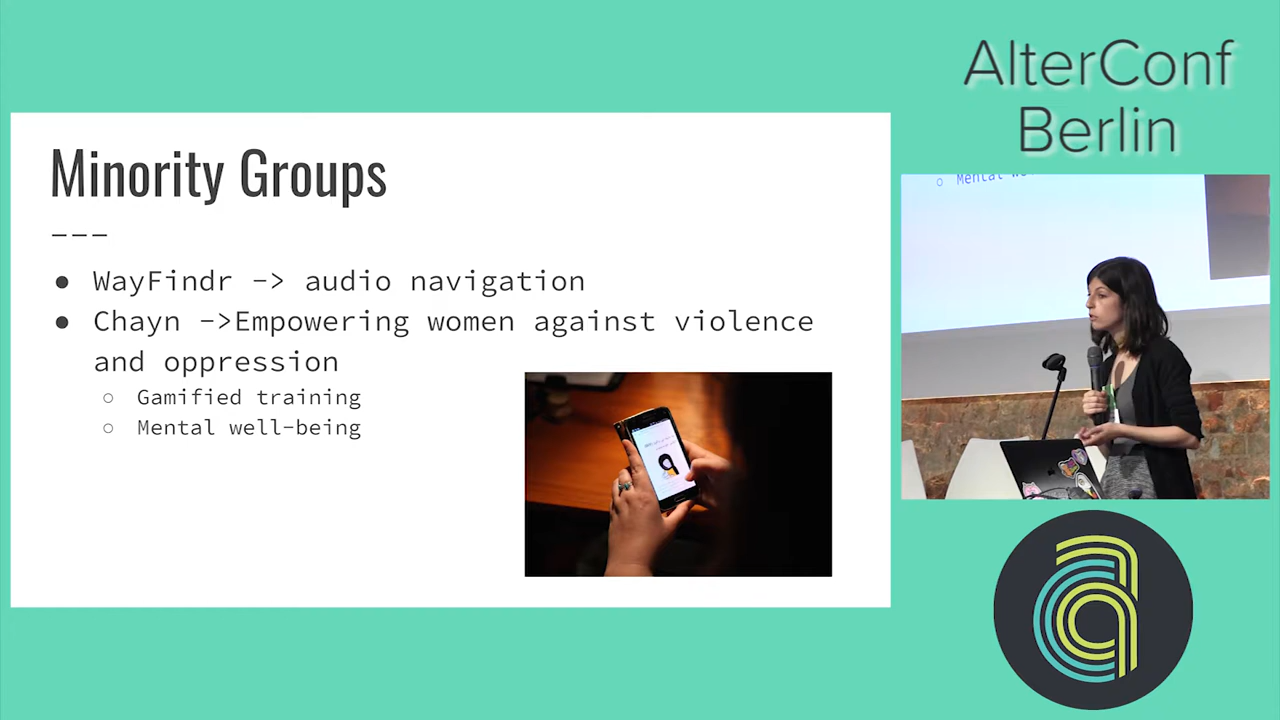 AlterConf
Berlin
Minority Groups
---
● WayFindr -> audio navigation
● Chayn ->Empowering women against violence
and oppression
○ Gamified training
○ Mental well-being
○ Mental